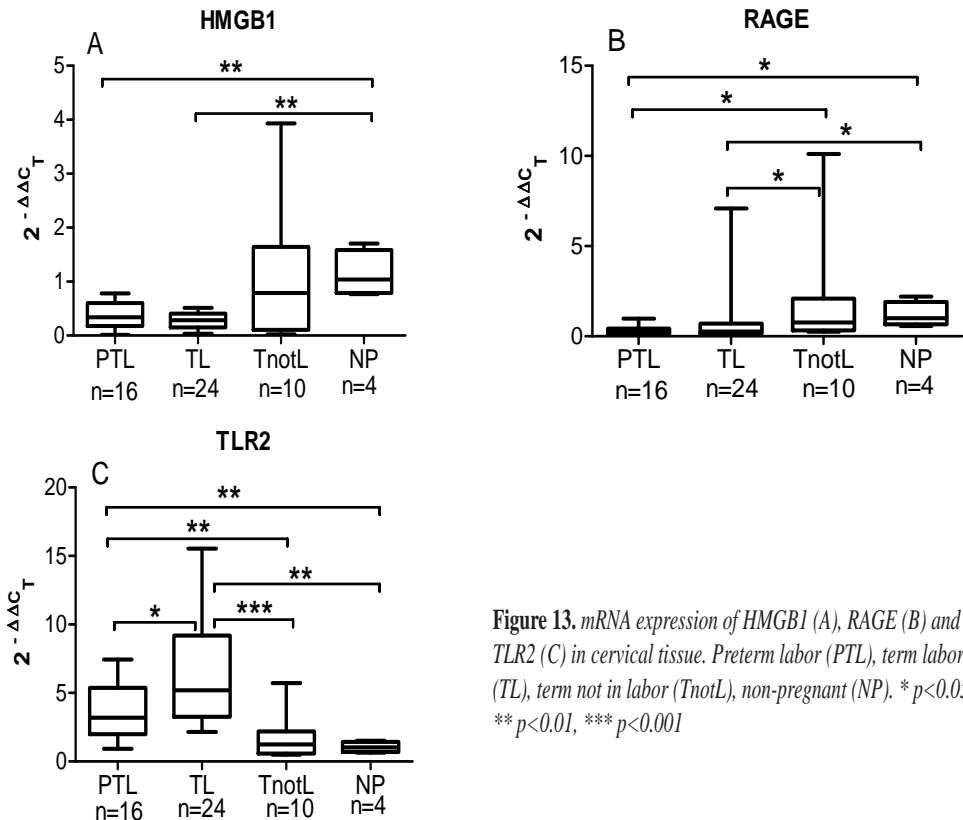 HMGB1
A
**
**
5
4
3
2
1
0
2 - ΔΔC T
PTL TL TnotL NP
n=16 n=24 n=10 n=4
RAGE
B
*
*
*
*
15
10
5
0
2 - ΔΔC T
PTL TL TnotL NP
n=16 n=24 n=10 n=4
TLR2
C
**
**
**
* ***
20
15
10
5
0
2 - ΔΔC T
PTL TL TnotL NP
n=16 n=24 n=10 n=4
Figure 13. mRNA expression of HMGB1 (A), RAGE (B) and
TLR2 (C) in cervical tissue. Preterm labor (PTL), term labor
(TL), term not in labor (TnotL), non-pregnant (NP). * p<0.05
** p<0.01, *** p<0.001